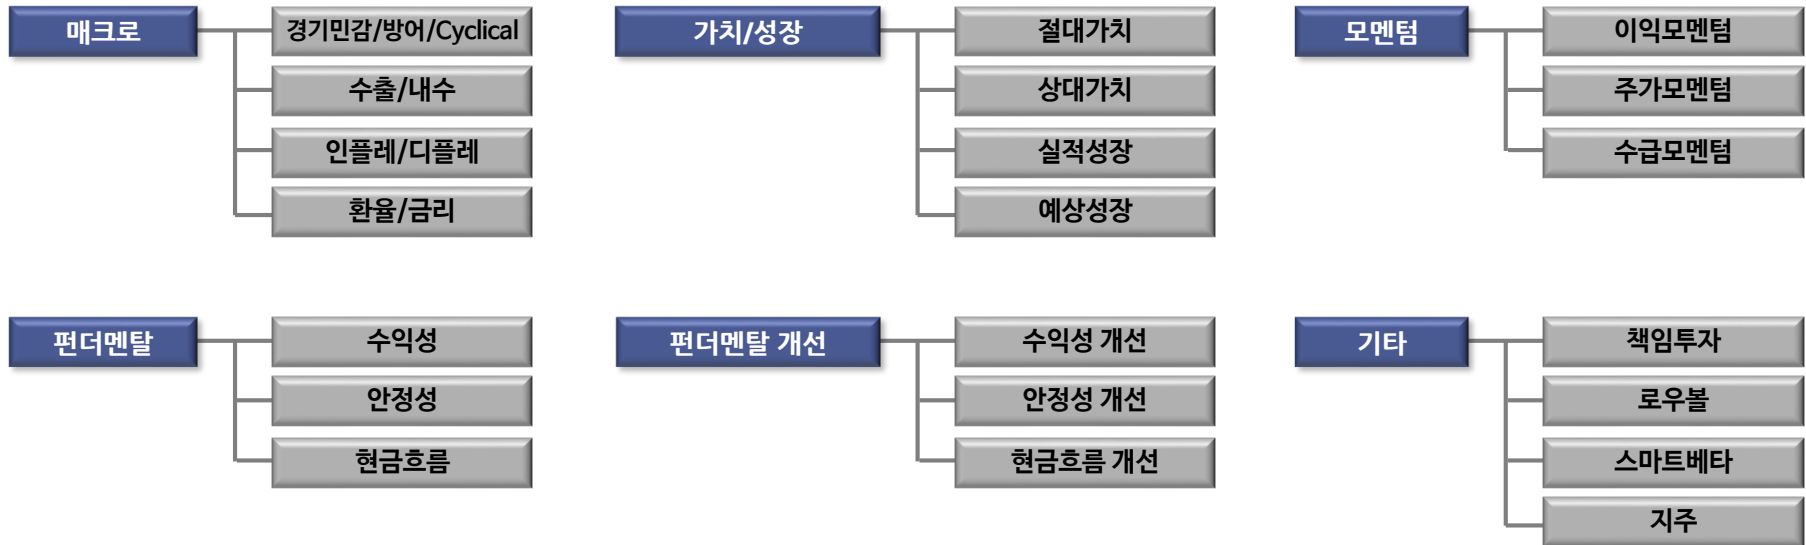 매크로
경기민감/방어/Cyclical
수출/내수
인플레/디플레
환율/금리
가치/성장
절대가치
상대가치
실적성장
예상성장
모멘텀
이익모멘텀
주가모멘텀
수급모멘텀
펀더멘탈
수익성
안정성
현금흐름
펀더멘탈 개선
수익성 개선
안정성 개선
현금흐름 개선
기타
책임투자
로우볼
스마트베타
지주